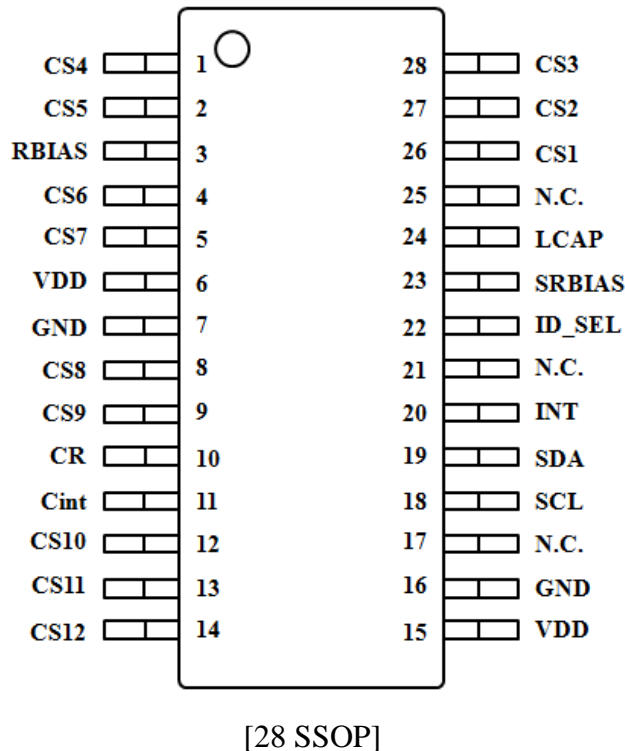 CS4 1 28 CS3
CS5 2 27 CS2
RBIAS 3 26 CS1
CS6 4 25 N.C.
CS7 5 24 LCAP
VDD 6 23 SRBIAS
GND 7 22 ID_SEL
CS8 8 21 N.C.
CS9 9 20 INT
CR 10 19 SDA
Cint 11 18 SCL
CS10 12 17 N.C.
CS11 13 16 GND
CS12 14 15 VDD
[28 SSOP]